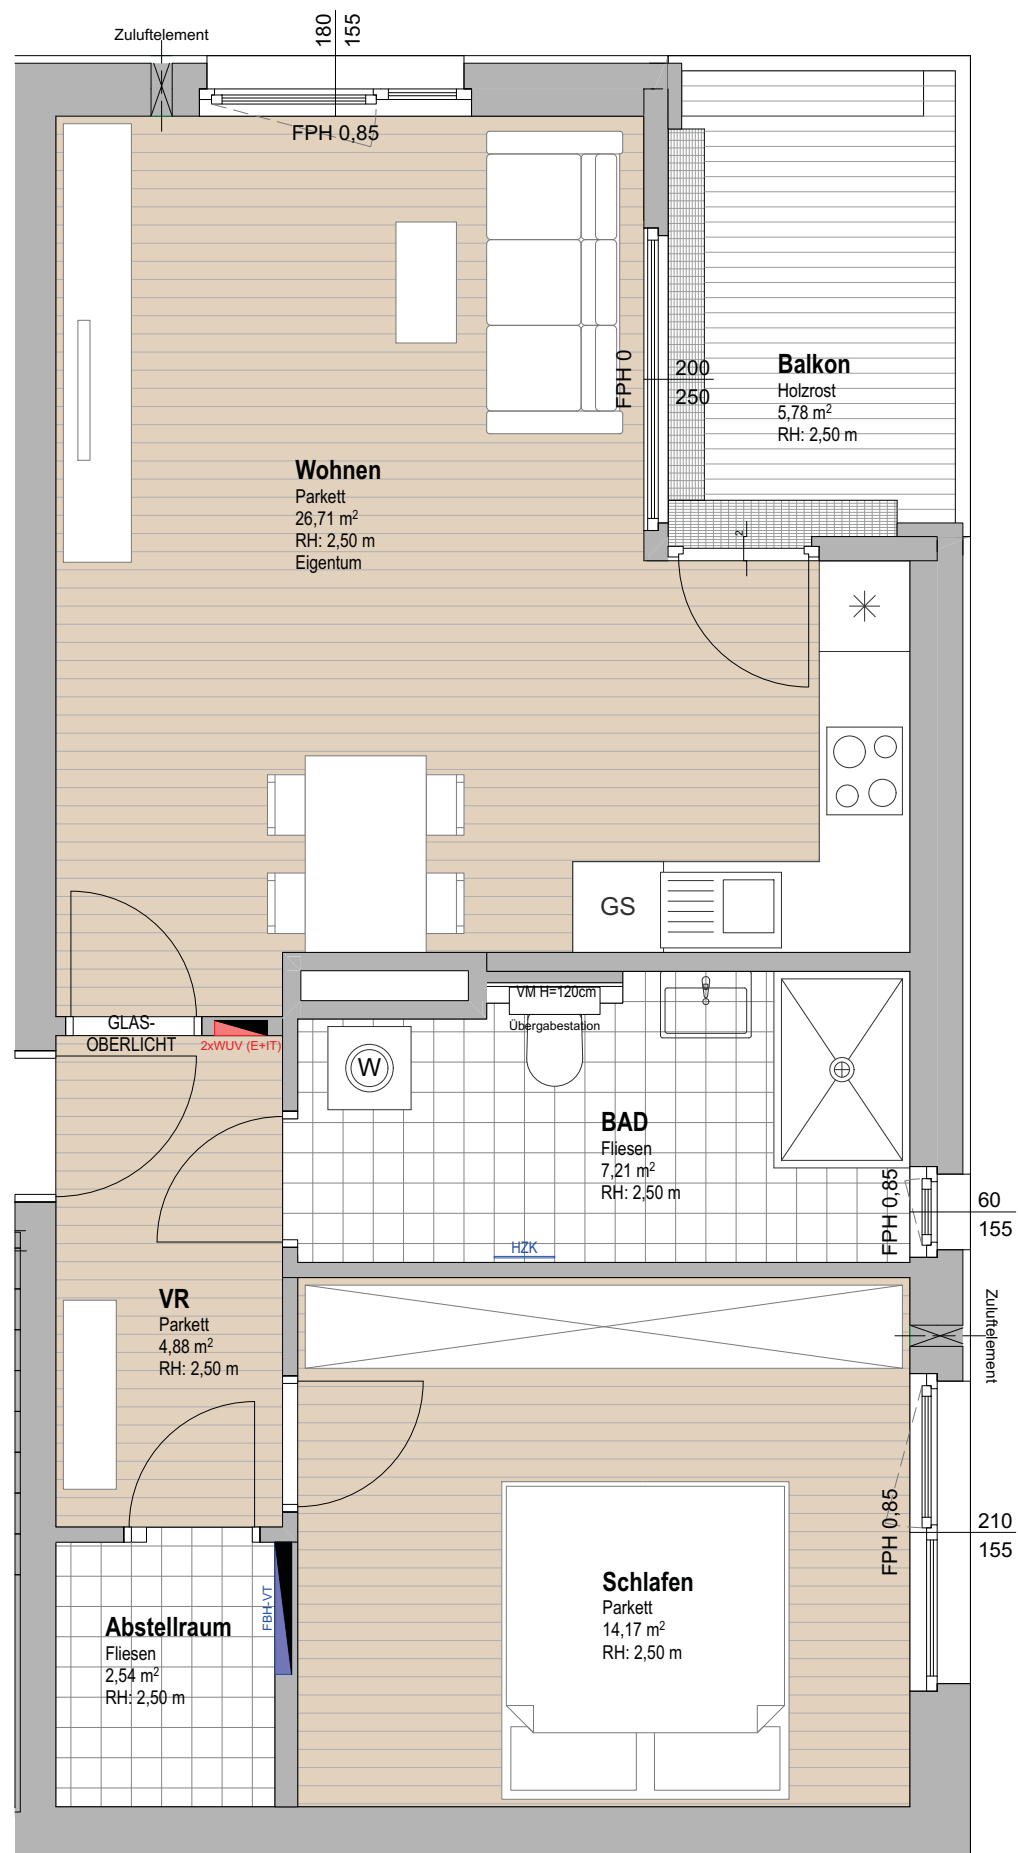 Zuluftelement
180
155
FPH 0,85
FPH 0
200
250
Balkon
Holzrost
5,78 m²
RH: 2,50 m
Wohnen
Parkett
26,71 m²
RH: 2,50 m
Eigentum
2
GS
GLAS-
OBERLICHT
2xWUV (E+IT)
VM H=120cm
Übergabestation
W
BAD
Fliesen
7,21 m²
RH: 2,50 m
FPH 0,85
60
155
HZK
VR
Parkett
4,88 m²
RH: 2,50 m
Zuluftelement
FPH 0,85
210
155
Schlafen
Parkett
14,17 m²
RH: 2,50 m
FBH-VT
Abstellraum
Fliesen
2,54 m²
RH: 2,50 m